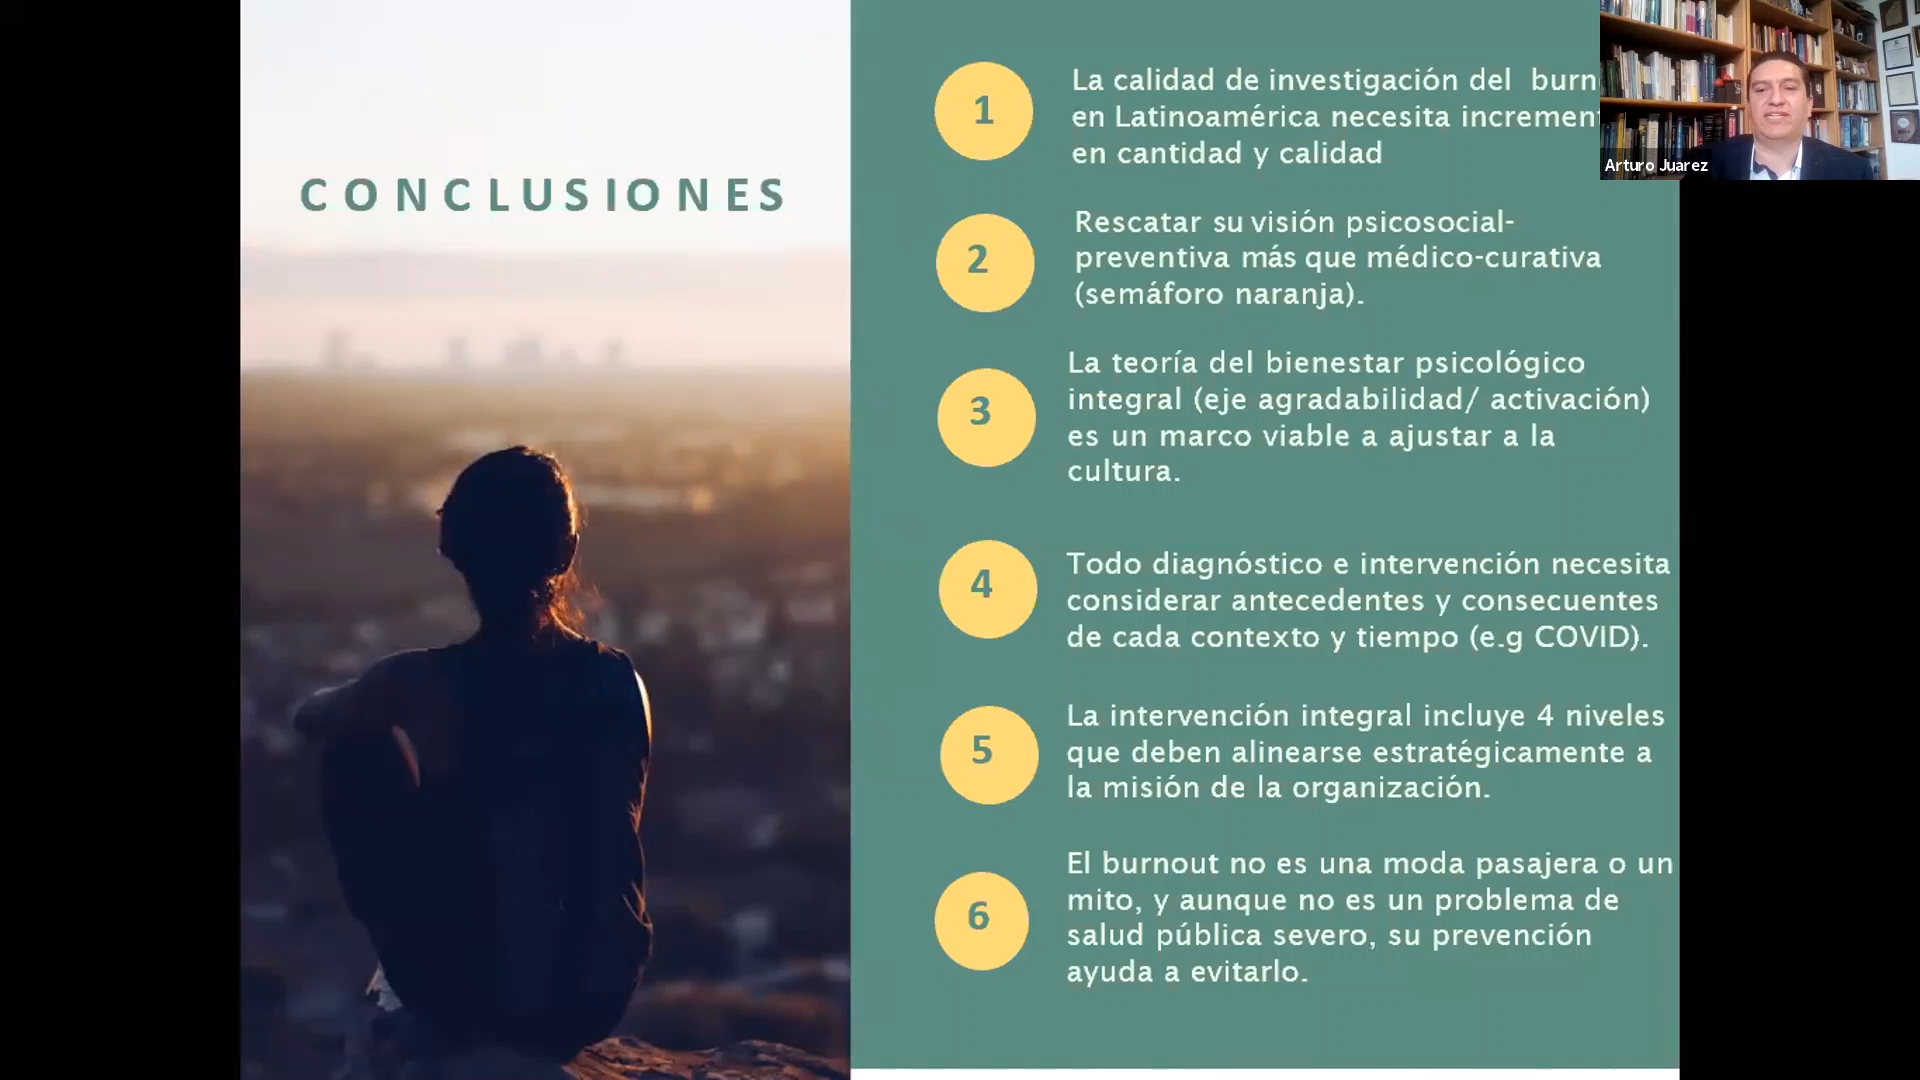 CONCLUSIONES
1
La calidad de investigación del burn
en Latinoamérica necesita incremen
en cantidad y calidad
2
Rescatar su visión psicosocial-
preventiva más que médico-curativa
(semáforo naranja).
3
La teoría del bienestar psicológico
integral (eje agradabilidad/ activación)
es un marco viable a ajustar a la
cultura.
4
Todo diagnóstico e intervención necesita
considerar antecedentes y consecuentes
de cada contexto y tiempo (e.g COVID).
5
La intervención integral incluye 4 niveles
que deben alinearse estratégicamente a
la misión de la organización.
6
El burnout no es una moda pasajera o un
mito, y aunque no es un problema de
salud pública severo, su prevención
ayuda a evitarlo.
Arturo Juarez